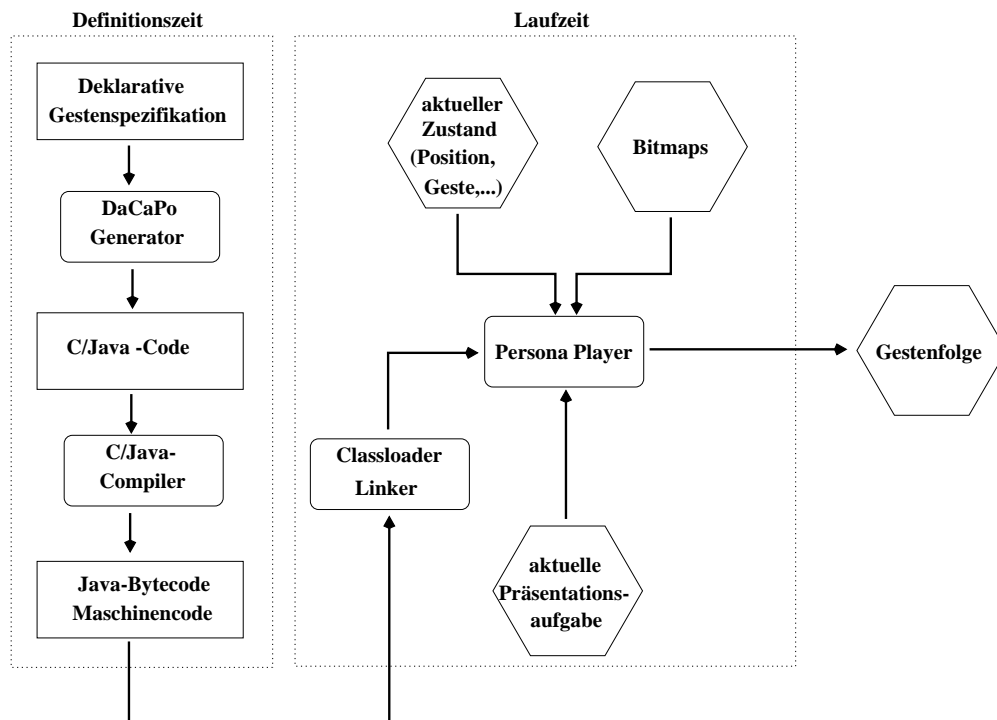 Definitionszeit
Deklarative
Gestenspezifikation
DaCaPo
Generator
C/Java -Code
C/Java-
Compiler
Java-Bytecode
Maschinencode
Laufzeit
aktueller
Zustand
(Position,
Geste,...)
Bitmaps
Persona Player
Gestenfolge
Classloader
Linker
aktuelle
Präsentations-
aufgabe